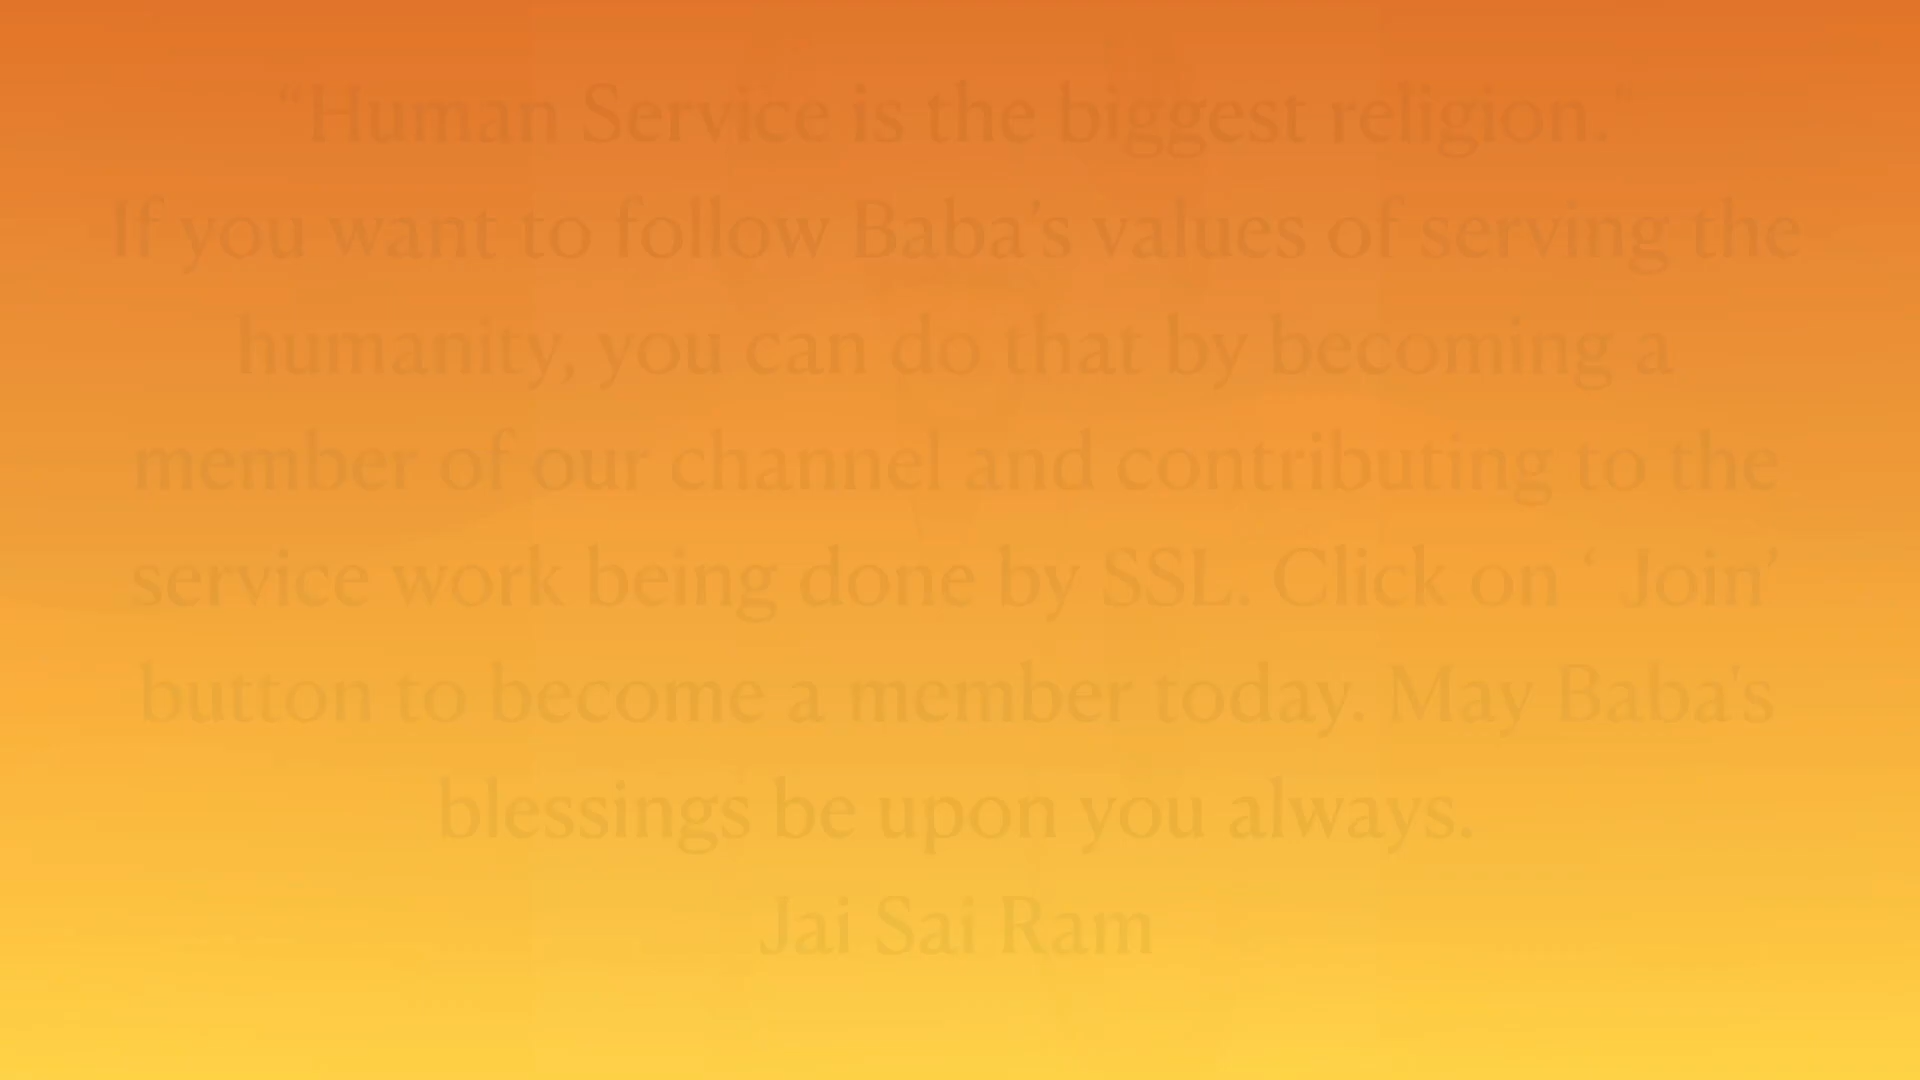 “Human Service is the biggest religion.”
If you want to follow Baba's values of serving the
humanity, you can do that by becoming a
member of our channel and contributing to the
service work being done by SSL. Click on ‘ Join’
button to become a member today. May Baba's
blessings be upon you always.
Jai Sai Ram